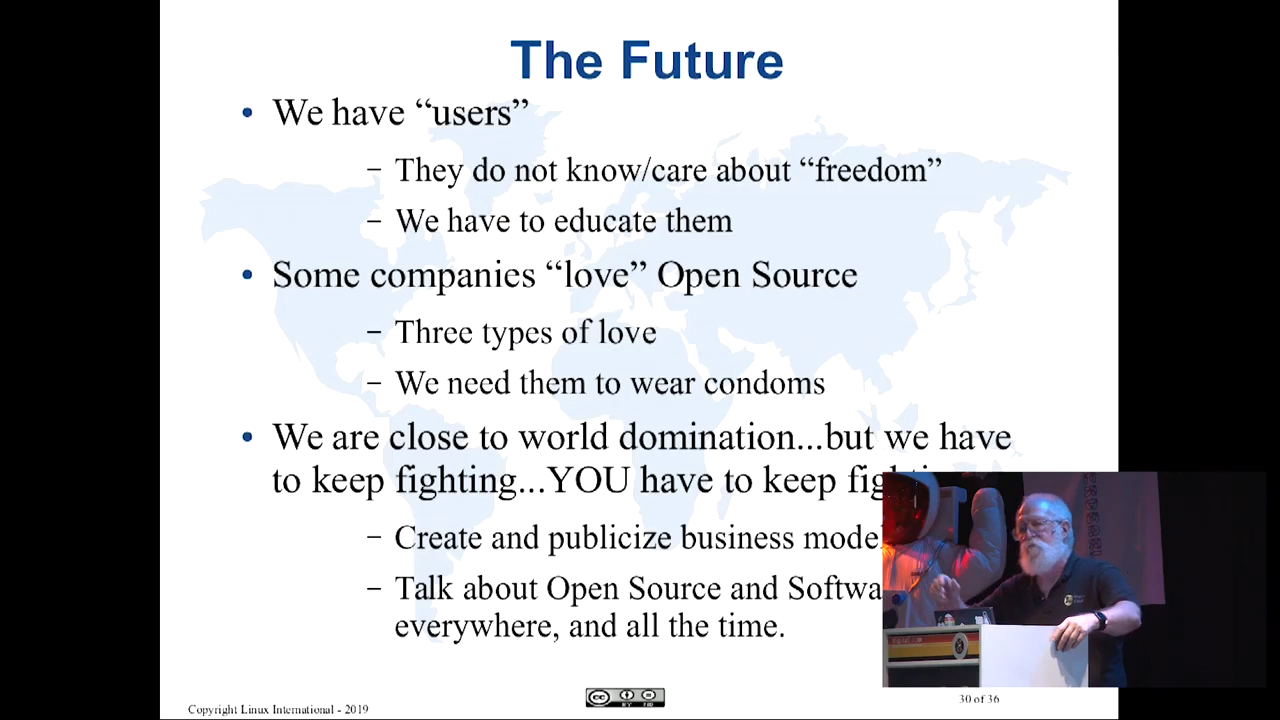 The Future
• We have “users”
– They do not know/care about “freedom”
– We have to educate them
• Some companies “love” Open Source
– Three types of love
– We need them to wear condoms
• We are close to world domination...but we have
to keep fighting...YOU have to keep
– Create and publicize business
– Talk about Open Source and
everywhere, and all the time.
Copyright Linux International - 2019
CC BY
30 of 36